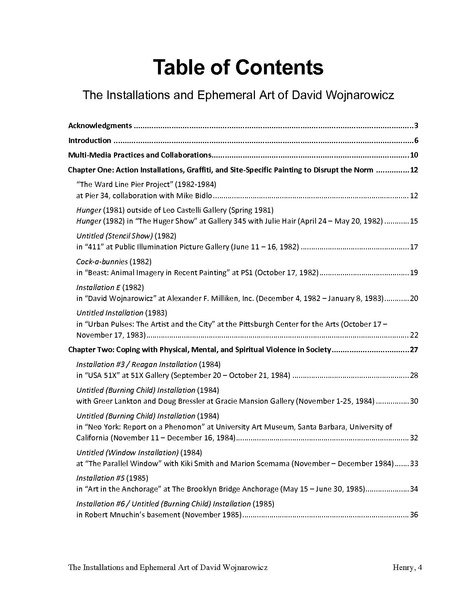 Table of Contents
The Installations and Ephemeral Art of David Wojnarowicz
Acknowledgments ........................................................................................................3
Introduction ........................................................................................................6
Multi-Media Practices and Collaborations........................................................................10
Chapter One: Action Installations, Graffiti, and Site-Specific Painting to Disrupt the Norm ..............12
"The Ward Line Pier Project" (1982-1984)
at Pier 34, collaboration with Mike Bidlo........................................................................12
Hunger (1981) outside of Leo Castelli Gallery (Spring 1981)
Hunger (1982) in "The Huger Show" at Gallery 345 with Julie Hair (April 24 – May 20, 1982) ..........15
Untitled (Stencil Show) (1982)
in "411" at Public Illumination Picture Gallery (June 11 – 16, 1982) ........................................17
Cock-a-bunnies (1982)
in "Beast: Animal Imagery in Recent Painting" at PS1 (October 17, 1982)....................................19
Installation E (1982)
in "David Wojnarowicz" at Alexander F. Milliken, Inc. (December 4, 1982 – January 8, 1983)..........20
Untitled Installation (1983)
in "Urban Pulses: The Artist and the City" at the Pittsburgh Center for the Arts (October 17 –
November 17, 1983)........................................................................................................22
Chapter Two: Coping with Physical, Mental, and Spiritual Violence in Society..............................27
Installation #3 / Reagan Installation (1984)
in "USA 51X" at 51X Gallery (September 20 – October 21, 1984) ............................................28
Untitled (Burning Child) Installation (1984)
with Greer Lankton and Doug Bressler at Gracie Mansion Gallery (November 1-25, 1984) ............30
Untitled (Burning Child) Installation (1984)
in "Neo York: Report on a Phenomon" at University Art Museum, Santa Barbara, University of
California (November 11 – December 16, 1984)................................................................32
Untitled (Window Installation) (1984)
at "The Parallel Window" with Kiki Smith and Marion Scemama (November – December 1984).......33
Installation #5 (1985)
in "Art in the Anchorage" at The Brooklyn Bridge Anchorage (May 15 – June 30, 1985)..................34
Installation #6 / Untitled (Burning Child) Installation (1985)
in Robert Mnuchin's basement (November 1985)................................................................36
The Installations and Ephemeral Art of David Wojnarowicz
Henry, 4